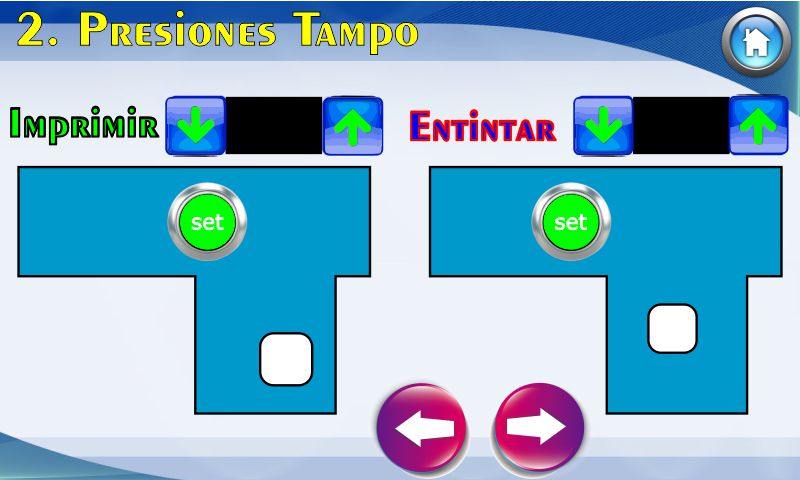 2. Presiones Tampo
Imprimir
Entintar
set
set